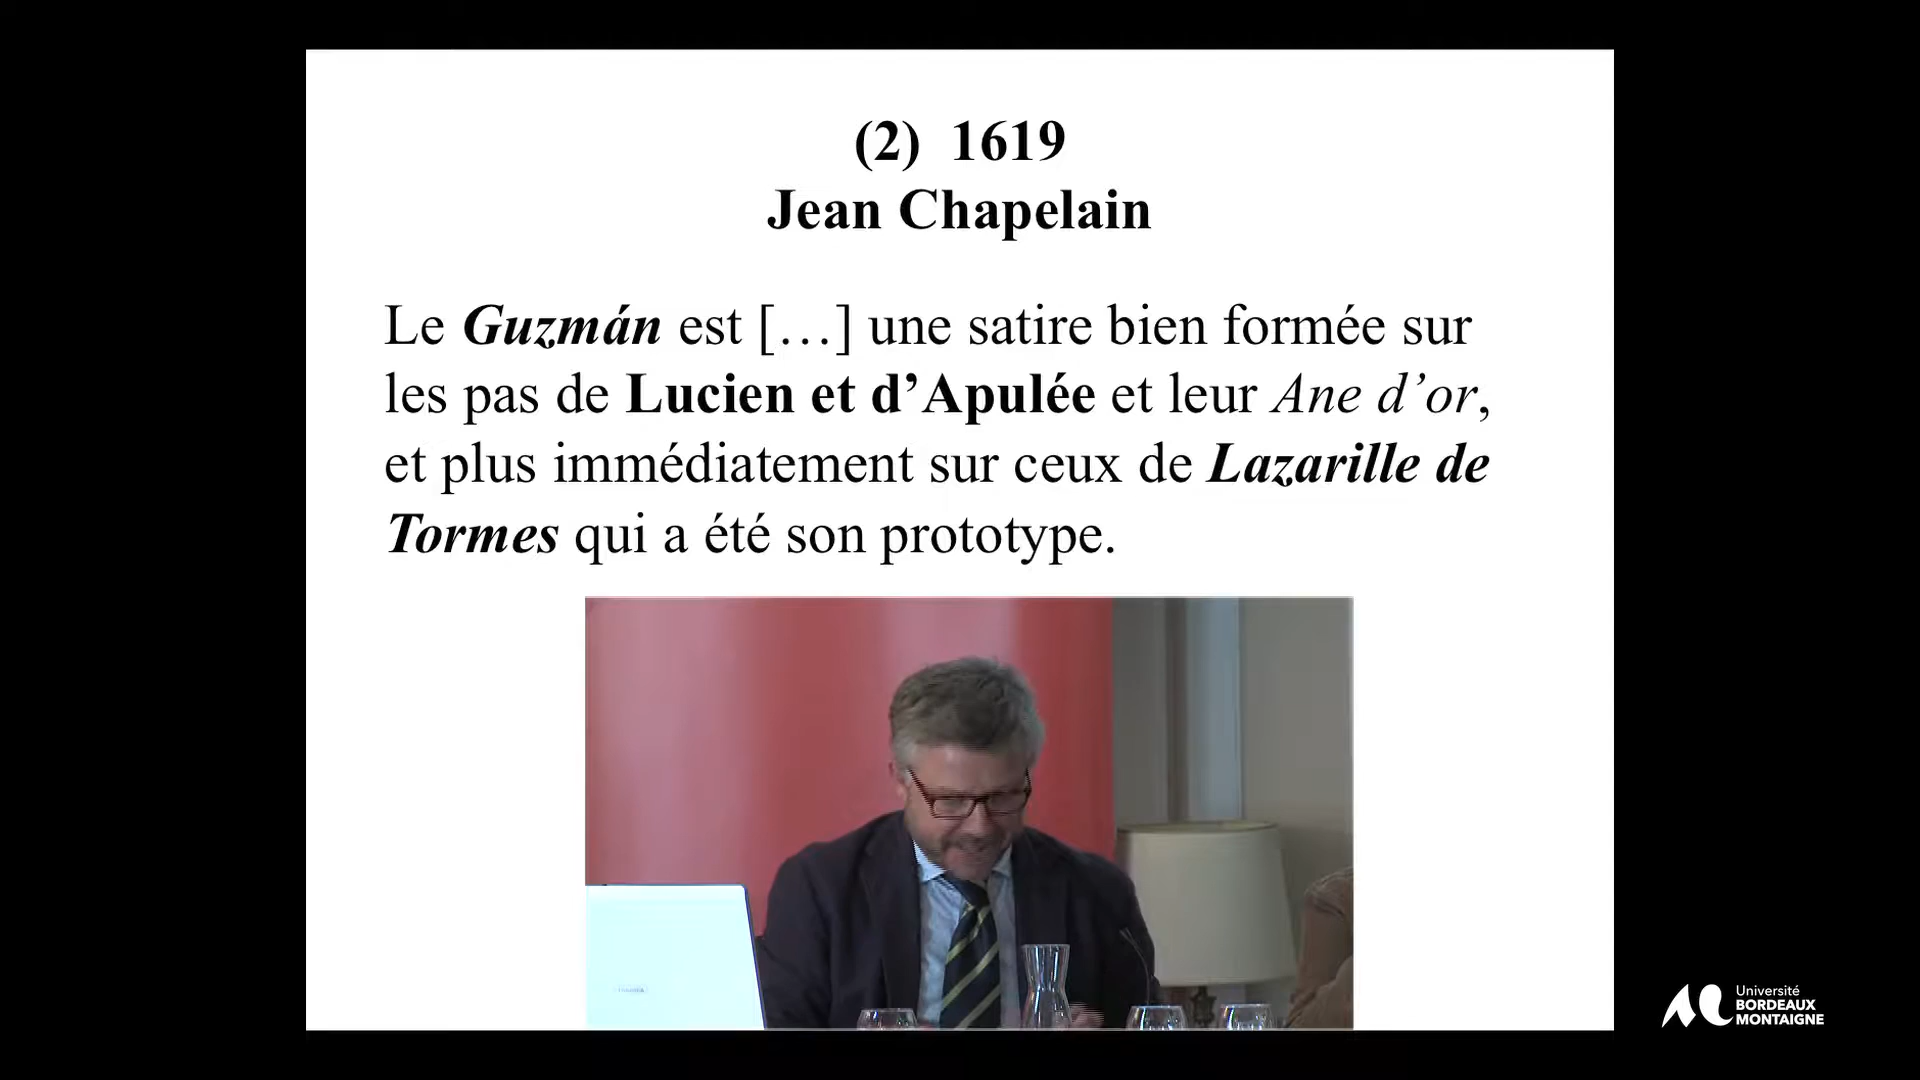 (2) 1619
Jean Chapelain
Le Guzmán est […] une satire bien formée sur
les pas de Lucien et d’Apulée et leur Ane d’or,
et plus immédiatement sur ceux de Lazarille de
Tormes qui a été son prototype.
Université
BORDEAUX
MONTAIGNE